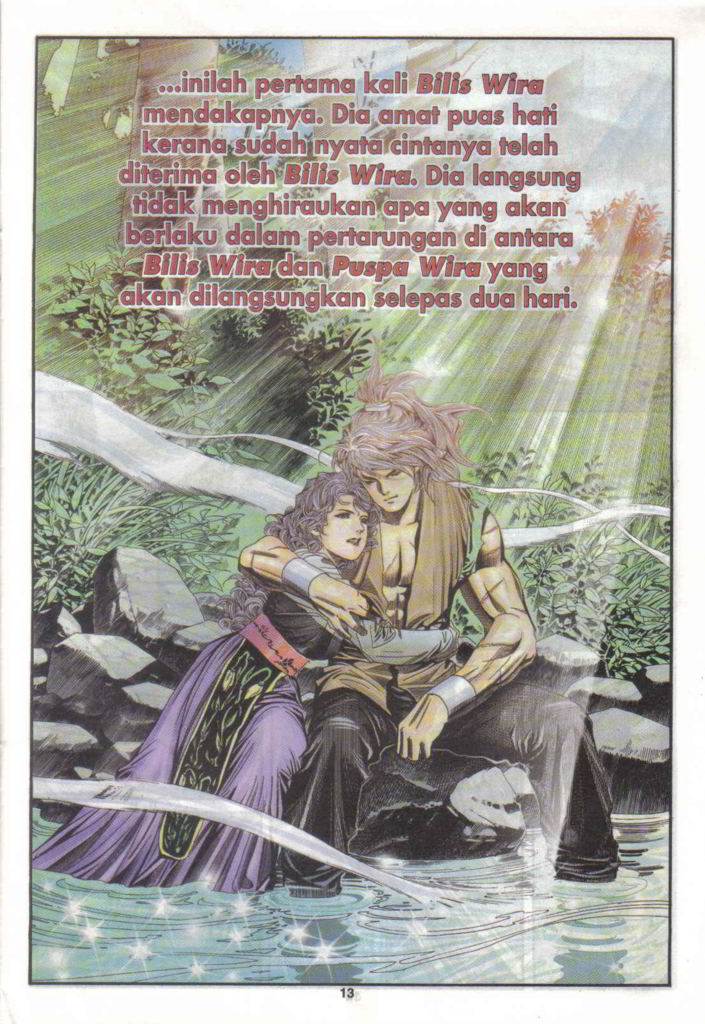 ...inilah pertama kali Bilis Wira
mendakapnya. Dia amat puas hati
kerana sudah nyata cintanya telah
diterima oleh Bilis Wira. Dia langsung
tidak menghiraukan apa yang akan
berlaku dalam pertarungan di antara
Bilis Wira dan Puspa Wira yang
akan dilangsungkan selepas dua hari.
13